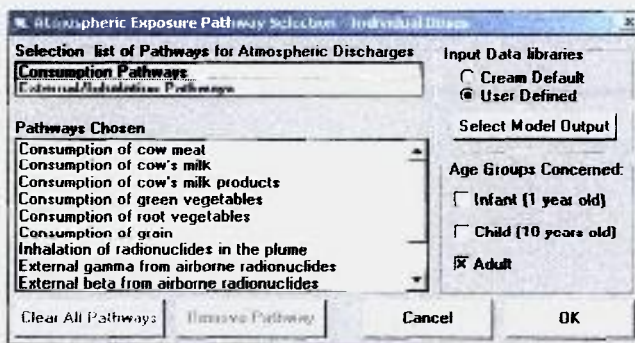 Atmospheric Exposure Pathway Selection - Individual Doses
Selection list of Pathways for Atmospheric Discharges
Consumption Pathways
External/Inhalation Pathways
Pathways Chosen
Consumption of cow meat
Consumption of cow's milk
Consumption of cow's milk products
Consumption of green vegetables
Consumption of root vegetables
Consumption of grain
Inhalation of radionuclides in the plume
External gamma from airborne radionuclides
External beta from airborne radionuclides
Clear All Pathways
Remove Pathway
Input Data libraries
Cream Default
User Defined
Select Model Output
Age Groups Concerned:
Infant (1 year old)
Child (10 years old)
Adult
Cancel
OK